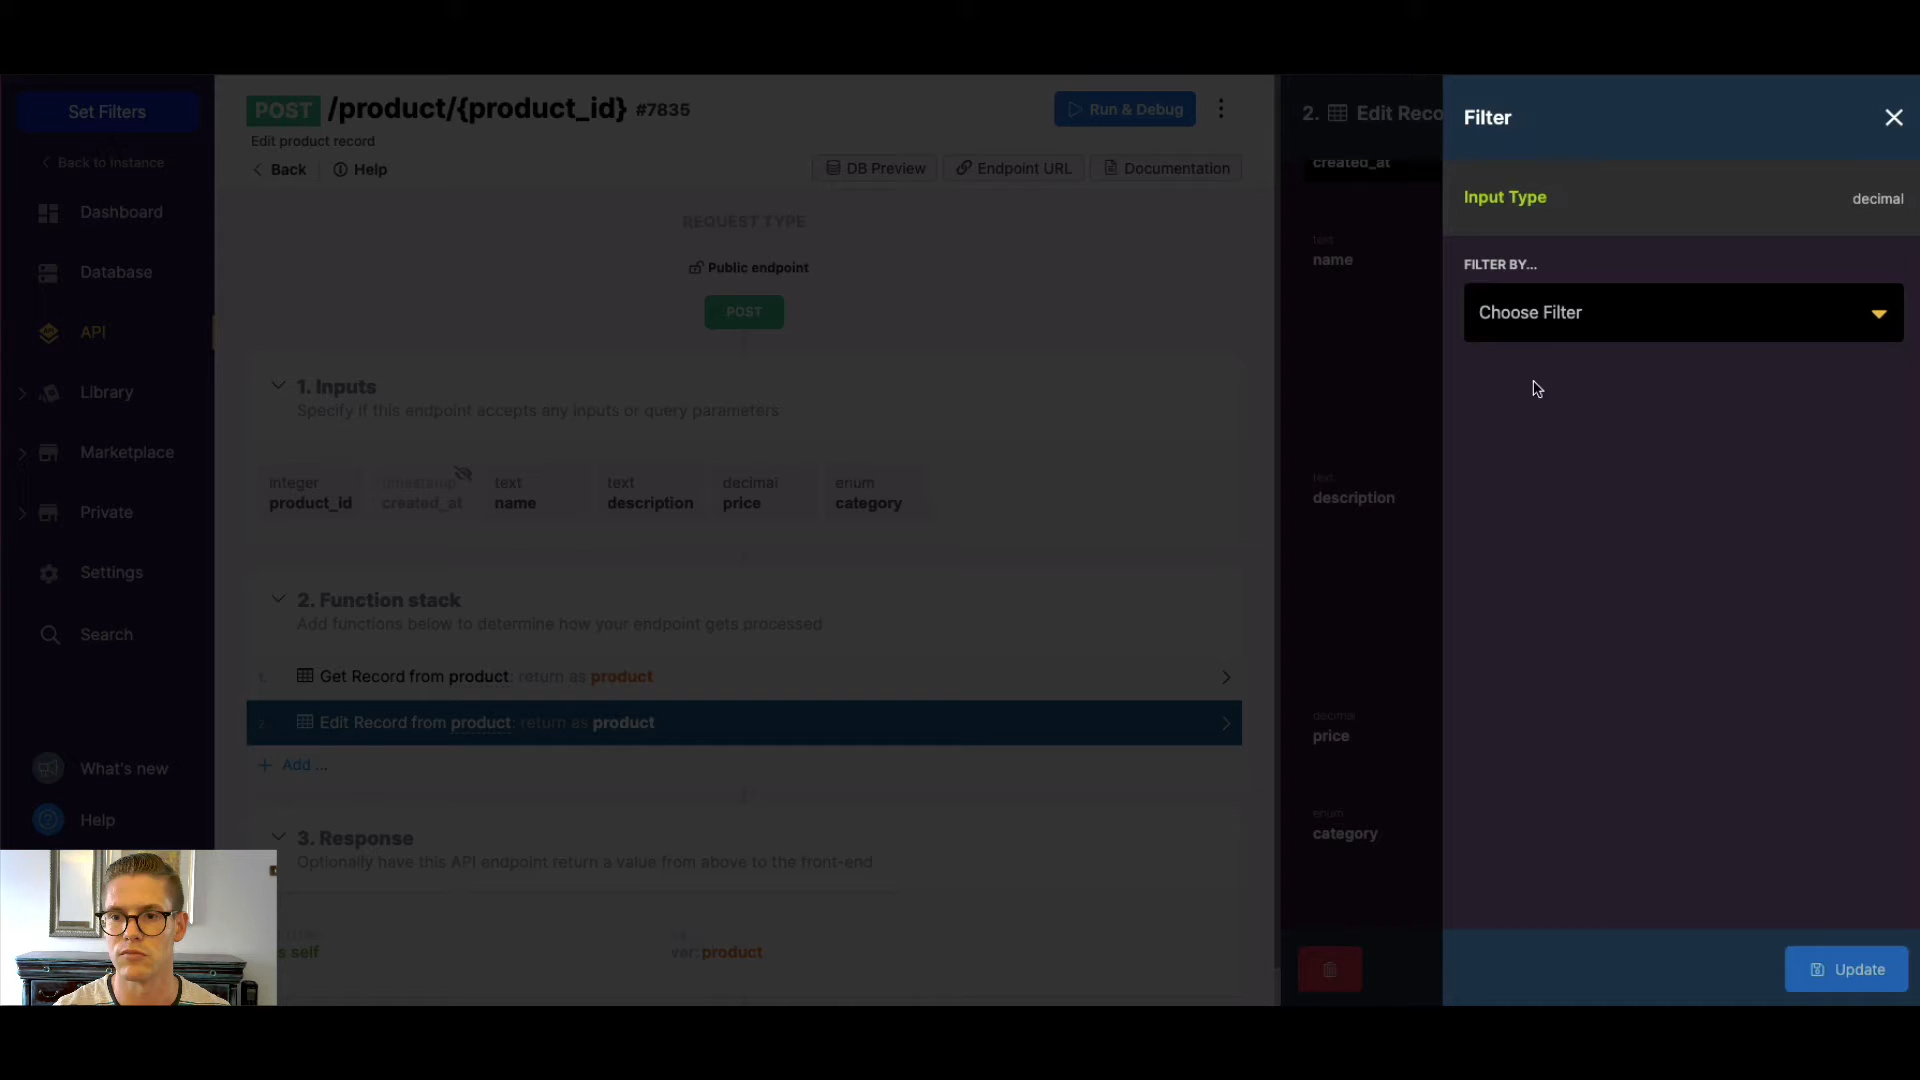 Set Filters
Back to Instance
Dashboard
Database
API
Library
Marketplace
Private
Settings
Search
What's new
Help
POST /product/{product_id} #7835
Edit product record
Back
Help
Run & Debug
DB Preview
Endpoint URL
Documentation
REQUEST TYPE
Public endpoint
POST
1. Inputs
Specify if this endpoint accepts any inputs or query parameters
integer
product_id
timestamp
created_at
text
name
text
description
decimal
price
enum
category
2. Function stack
Add functions below to determine how your endpoint gets processed
1. Get Record from product: return as product
2. Edit Record from product: return as product
Add ...
3. Response
Optionally have this API endpoint return a value from above to the front-end
s self
var: product
2. Edit Reco
created_at
text
name
text
description
decimal
price
enum
category
Filter
Input Type
decimal
FILTER BY...
Choose Filter
Update